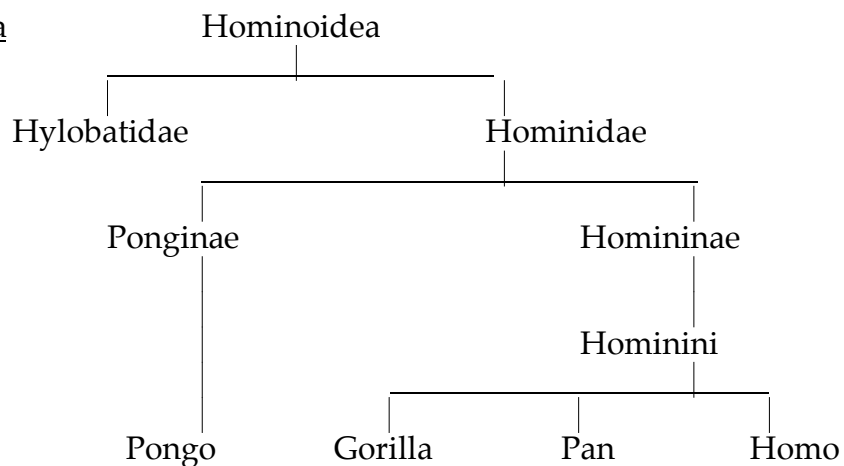 a Hominoidea
Hylobatidae Hominidae
Ponginae Homininae
Hominini
Pongo Gorilla Pan Homo